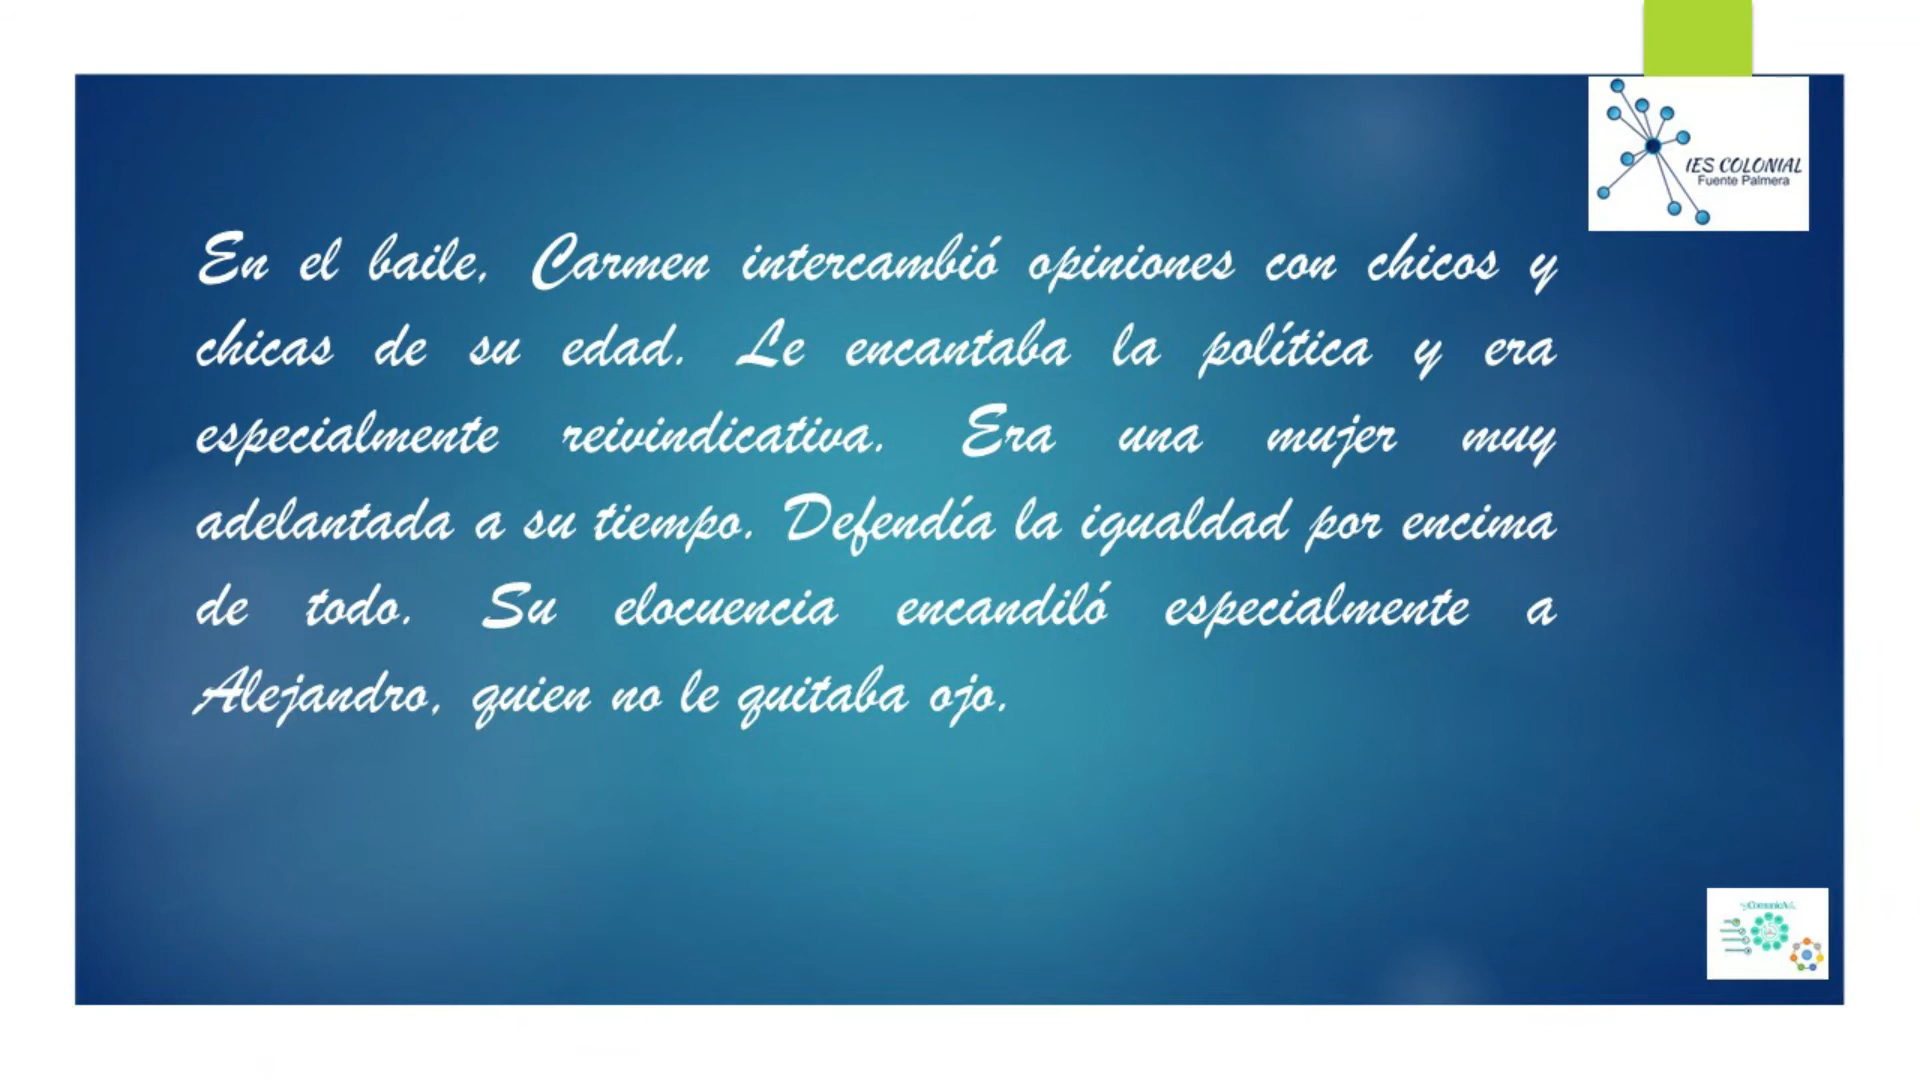 IES COLONIAL
Fuente Palmera
En el baile, Carmen intercambió opiniones con chicos y
chicas de su edad. Le encantaba la política y era
especialmente reivindicativa. Era una mujer muy
adelantada a su tiempo. Defendía la igualdad por encima
de todo. Su elocuencia encandiló especialmente a
Alejandro, quien no le quitaba ojo.